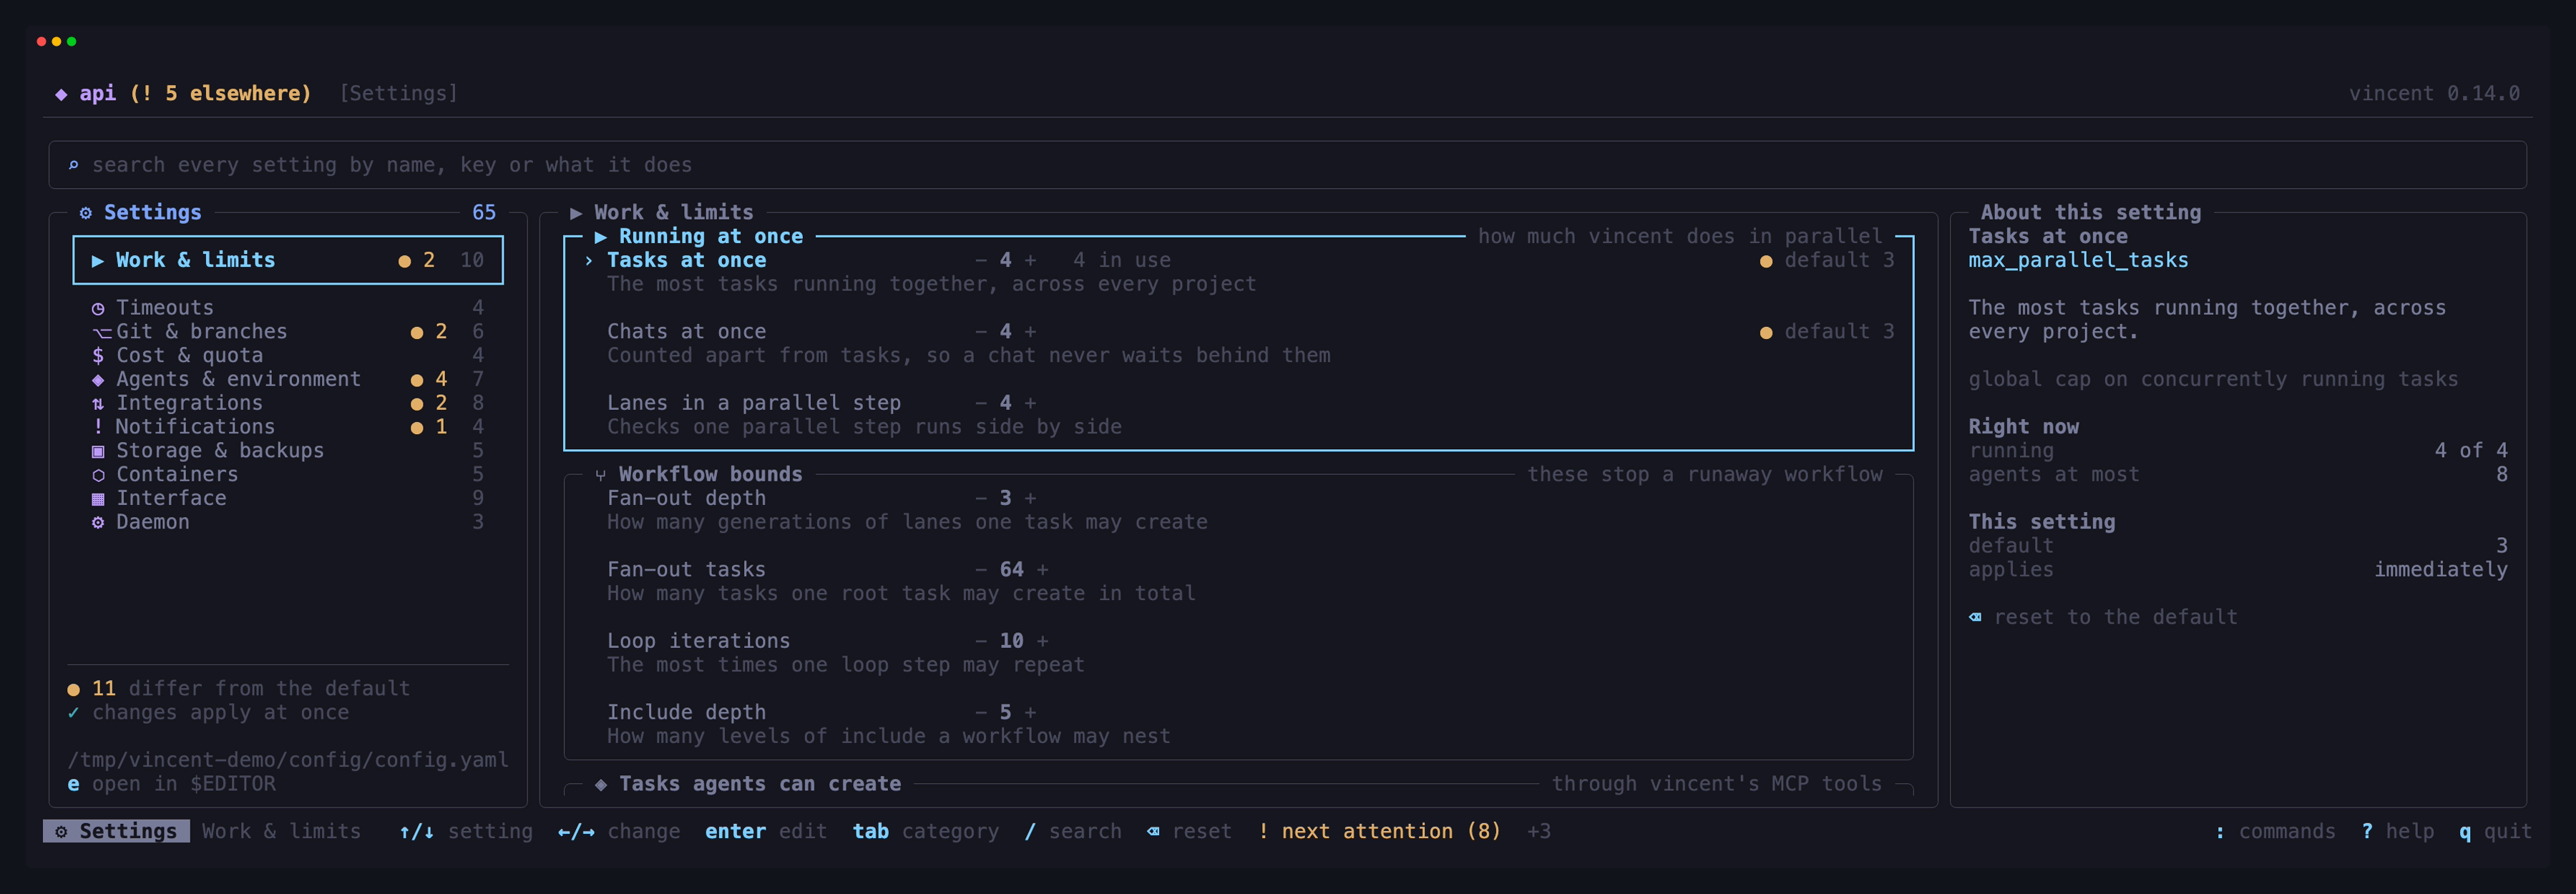 ◆ api (! 5 elsewhere) [Settings] vincent 0.14.0
⌕ search every setting by name, key or what it does
⚙ Settings 65
▶ Work & limits ● 2 10
◷ Timeouts 4
⌥Git & branches ● 2 6
$ Cost & quota 4
◈ Agents & environment ● 4 7
⇅ Integrations ● 2 8
! Notifications ● 1 4
▣ Storage & backups 5
⬡ Containers 5
▦ Interface 9
⚙ Daemon 3
● 11 differ from the default
✓ changes apply at once
/tmp/vincent-demo/config/config.yaml
e open in $EDITOR
▶ Work & limits
▶ Running at once how much vincent does in parallel
› Tasks at once − 4 + 4 in use ● default 3
The most tasks running together, across every project
Chats at once − 4 + ● default 3
Counted apart from tasks, so a chat never waits behind them
Lanes in a parallel step − 4 +
Checks one parallel step runs side by side
⑂ Workflow bounds these stop a runaway workflow
Fan-out depth − 3 +
How many generations of lanes one task may create
Fan-out tasks − 64 +
How many tasks one root task may create in total
Loop iterations − 10 +
The most times one loop step may repeat
Include depth − 5 +
How many levels of include a workflow may nest
◈ Tasks agents can create through vincent's MCP tools
About this setting
Tasks at once
max_parallel_tasks
The most tasks running together, across
every project.
global cap on concurrently running tasks
Right now
running 4 of 4
agents at most 8
This setting
default 3
applies immediately
⌫ reset to the default
⚙ Settings Work & limits ↑/↓ setting ←/→ change enter edit tab category / search ⌫ reset ! next attention (8) +3 : commands ? help q quit